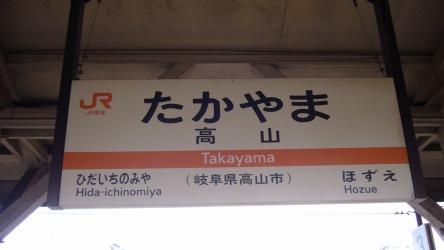 JR
JR東海
たかやま
高山
Takayama
ひだいちのみや
Hida-ichinomiya
（岐阜県高山市）
ほずえ
Hozue